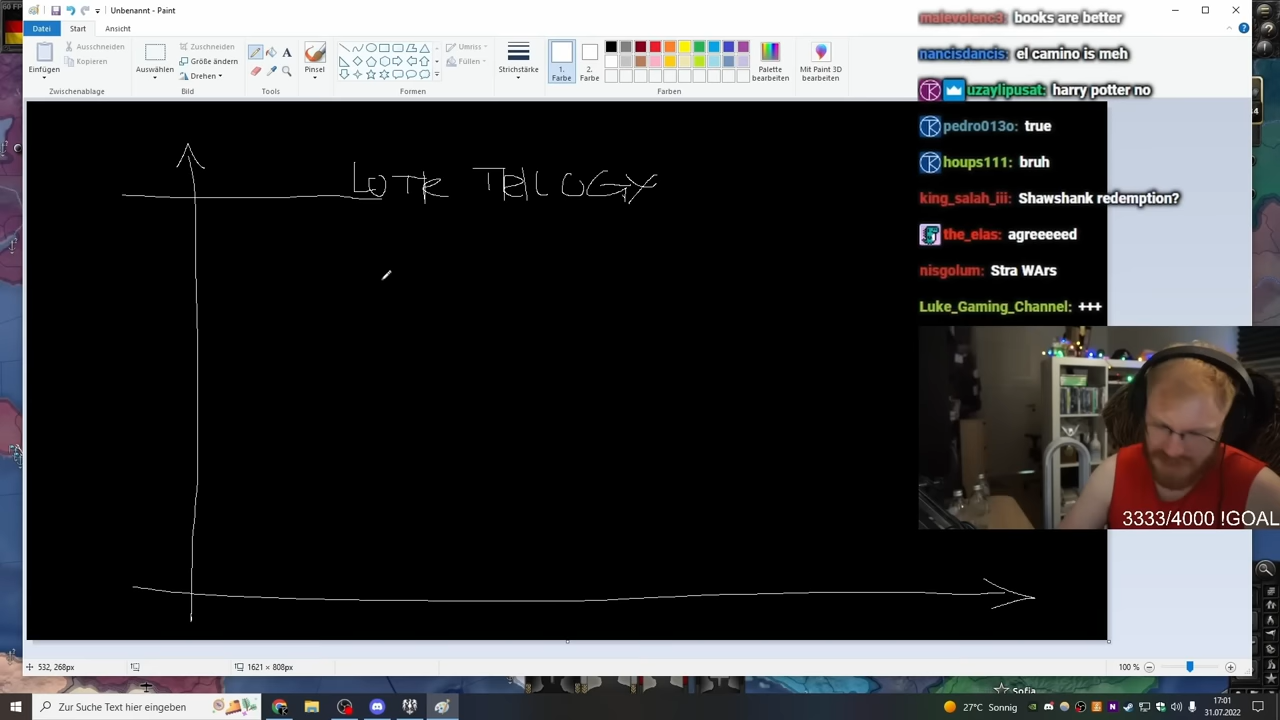 60 FPS
Unbenannt - Paint
Datei
Start
Ansicht
Einfügen
Ausschneiden
Kopieren
Zwischenablage
Auswählen
Zuschneiden
Größe ändern
Drehen
Bild
Tools
Pinsel
Formen
Umriss
Füllen
Strichstärke
1. Farbe
2. Farbe
Farben
Palette bearbeiten
Mit Paint 3D bearbeiten
malevolenc3: books are better
nancisdancis: el camino is meh
uzaylipusat: harry potter no
pedro013o: true
houps111: bruh
king_salah_iii: Shawshank redemption?
the_elas: agreeeeed
nisgolum: Stra WArs
Luke_Gaming_Channel: +++
LOTR TRILOGY
3333/4000 !GOAL
532, 268px
1621 × 808px
100 %
Sofia
Zur Suche Text hier eingeben
27°C Sonnig
17:01
31.07.2022